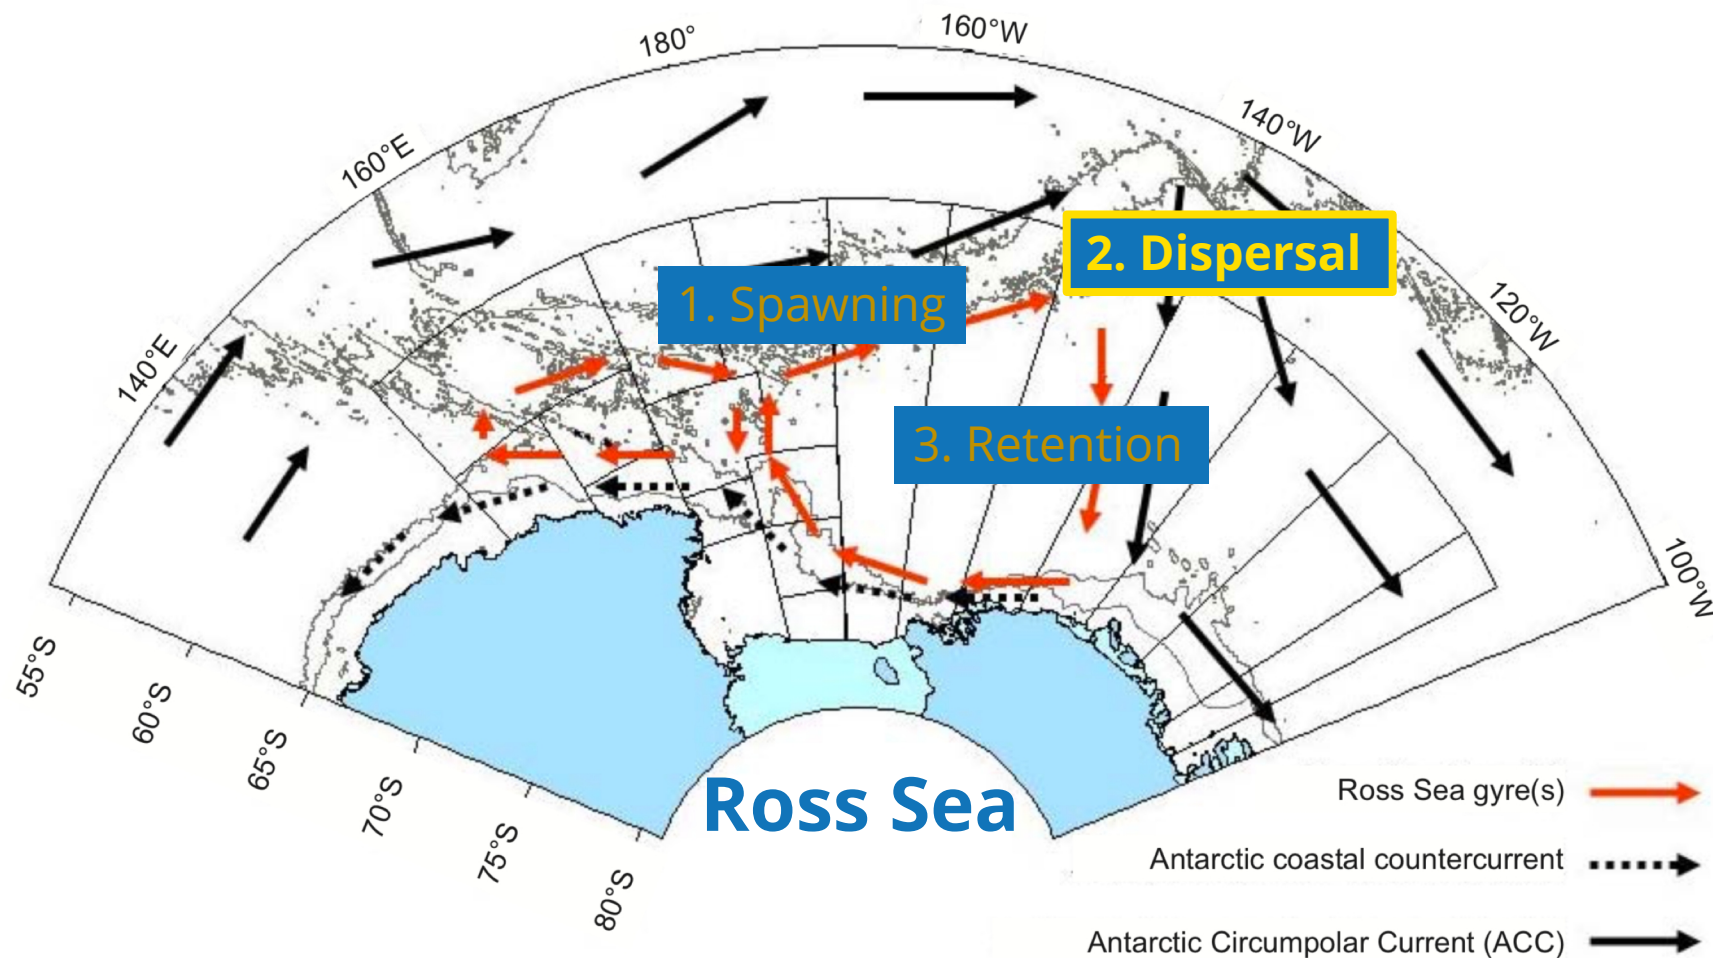 180°
160°W
160°E
140°W
140°E
120°W
100°W
2. Dispersal
1. Spawning
3. Retention
55°S
60°S
65°S
70°S
75°S
80°S
Ross Sea
Ross Sea gyre(s)
Antarctic coastal countercurrent
Antarctic Circumpolar Current (ACC)